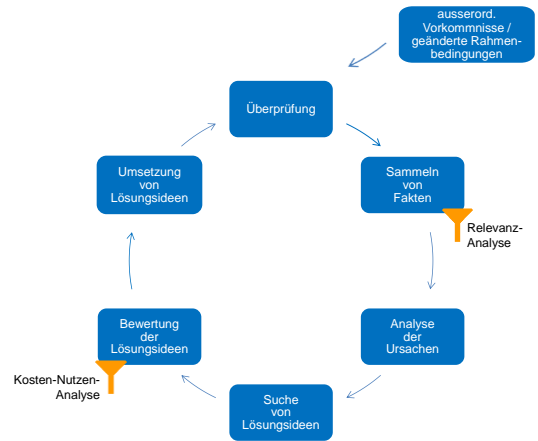 ausserord.
Vorkommnisse /
geänderte Rahmen-
bedingungen
Überprüfung
Sammeln
von
Fakten
Relevanz-
Analyse
Analyse
der
Ursachen
Suche
von
Lösungsideen
Bewertung
der
Lösungsideen
Kosten-Nutzen-
Analyse
Umsetzung
von
Lösungsideen